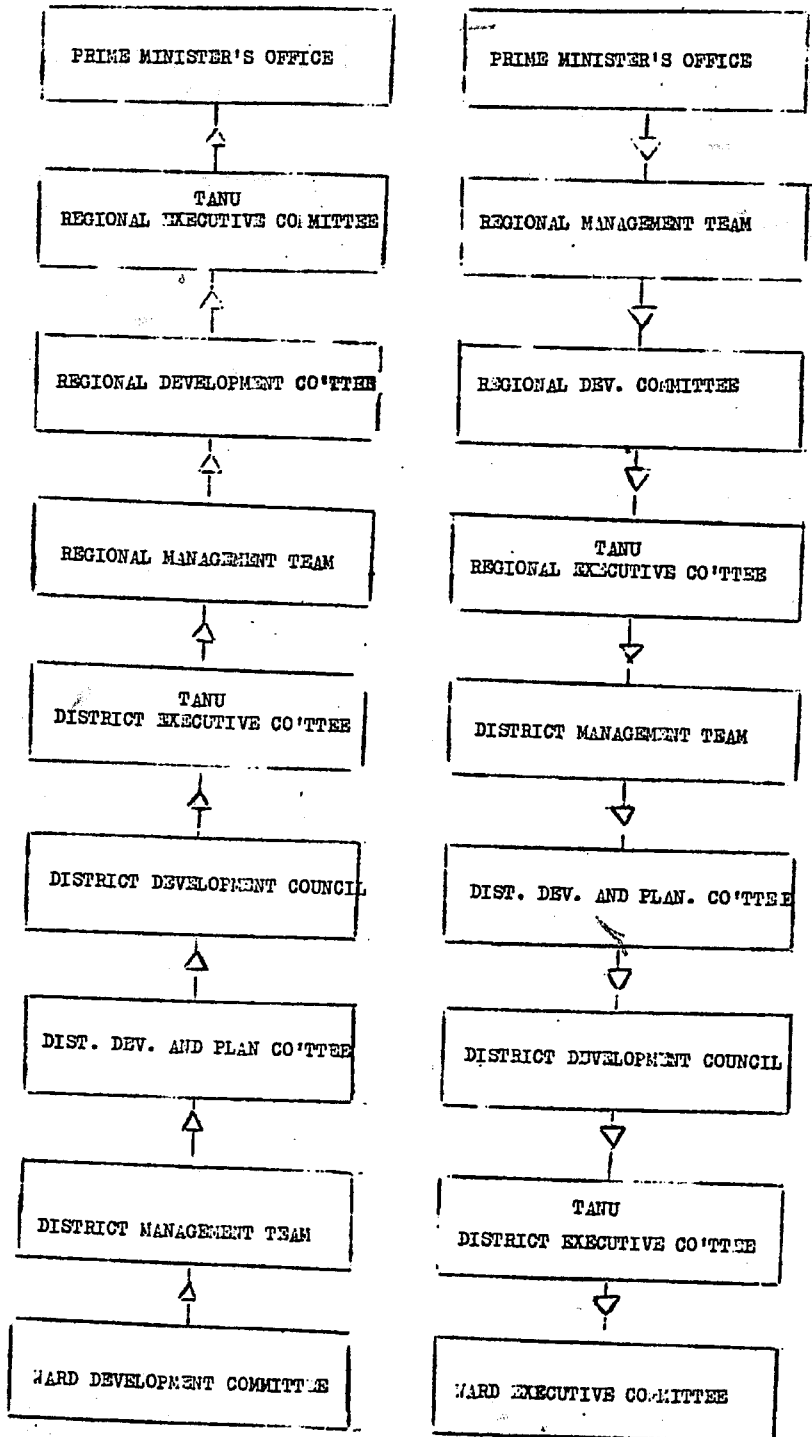 PRIME MINISTER'S OFFICE
TANU
REGIONAL EXECUTIVE COMMITTEE
REGIONAL DEVELOPMENT CO'TTEE
REGIONAL MANAGEMENT TEAM
TANU
DISTRICT EXECUTIVE CO'TTEE
DISTRICT DEVELOPMENT COUNCIL
DIST. DEV. AND PLAN CO'TTEE
DISTRICT MANAGEMENT TEAM
WARD DEVELOPMENT COMMITTEE
PRIME MINISTER'S OFFICE
REGIONAL MANAGEMENT TEAM
REGIONAL DEV. COMMITTEE
TANU
REGIONAL EXECUTIVE CO'TTEE
DISTRICT MANAGEMENT TEAM
DIST. DEV. AND PLAN. CO'TTEE
DISTRICT DEVELOPMENT COUNCIL
TANU
DISTRICT EXECUTIVE CO'TTEE
WARD EXECUTIVE COMMITTEE